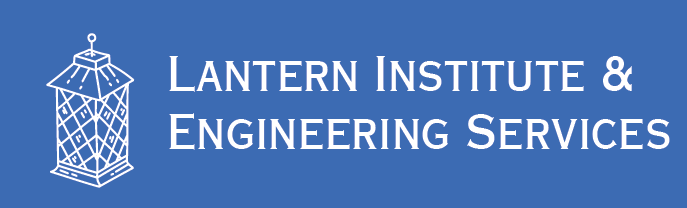 Lantern Institute &
Engineering Services